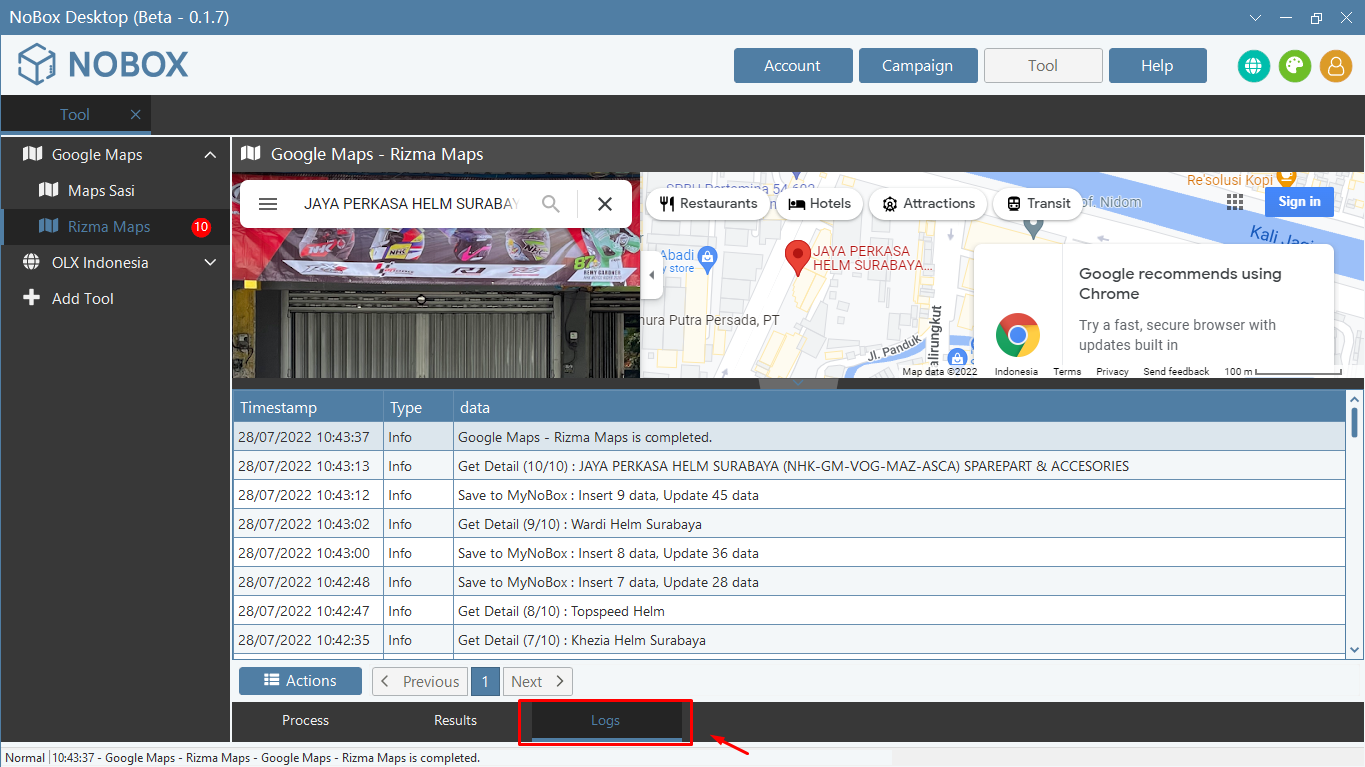 NoBox Desktop (Beta - 0.1.7)
NOBOX
Account
Campaign
Tool
Help
Tool
Google Maps
Maps Sasi
Rizma Maps
10
OLX Indonesia
Add Tool
Google Maps - Rizma Maps
JAYA PERKASA HELM SURABAY
Restaurants
Hotels
Attractions
Transit
Re'solusi Kopi
of. Nidom
Sign in
Abadi
y store
JAYA PERKASA
HELM SURABAYA...
Putra Persada, PT
Jl. Panduk
alirungkut
Google recommends using
Chrome
Try a fast, secure browser with
updates built in
Map data ©2022
Indonesia
Terms
Privacy
Send feedback
100 m
Timestamp
Type
data
28/07/2022 10:43:37
Info
Google Maps - Rizma Maps is completed.
28/07/2022 10:43:13
Info
Get Detail (10/10) : JAYA PERKASA HELM SURABAYA (NHK-GM-VOG-MAZ-ASCA) SPAREPART & ACCESORIES
28/07/2022 10:43:12
Info
Save to MyNoBox : Insert 9 data, Update 45 data
28/07/2022 10:43:02
Info
Get Detail (9/10) : Wardi Helm Surabaya
28/07/2022 10:43:00
Info
Save to MyNoBox : Insert 8 data, Update 36 data
28/07/2022 10:42:48
Info
Save to MyNoBox : Insert 7 data, Update 28 data
28/07/2022 10:42:47
Info
Get Detail (8/10) : Topspeed Helm
28/07/2022 10:42:35
Info
Get Detail (7/10) : Khezia Helm Surabaya
Actions
Previous
1
Next
Process
Results
Logs
Normal
10:43:37 - Google Maps - Rizma Maps - Google Maps - Rizma Maps is completed.